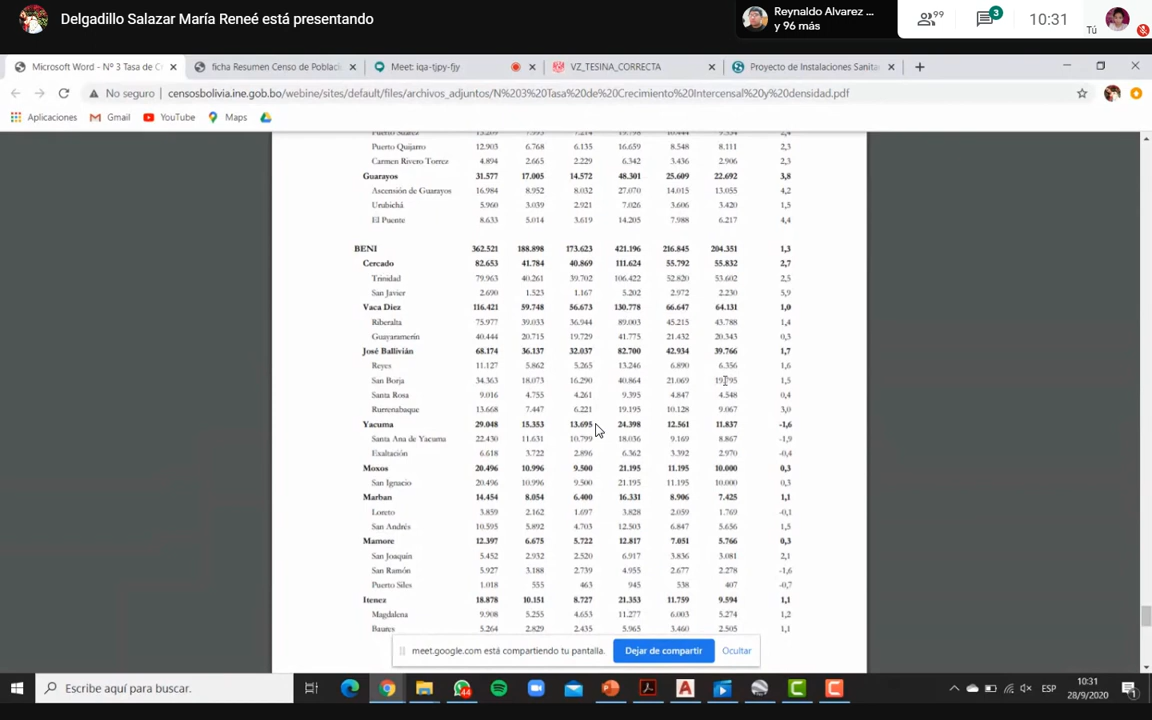 Delgadillo Salazar María Reneé está presentando
Reynaldo Alvarez ...
y 96 más
99
3
10:31
Tú
Microsoft Word - Nº 3 Tasa de C
ficha Resumen Censo de Poblaci
Meet: iqa-tjpy-fjy
VZ_TESINA_CORRECTA
Proyecto de Instalaciones Sanita
No seguro
censosbolivia.ine.gob.bo/webine/sites/default/files/archivos_adjuntos/N%203%20Tasa%20de%20Crecimiento%20Intercensal%20y%20densidad.pdf
Aplicaciones
Gmail
YouTube
Maps
Puerto Quijarro 12.903 6.768 6.135 16.659 8.548 8.111 2,3
Carmen Rivero Torrez 4.894 2.665 2.229 6.342 3.436 2.906 2,3
Guarayos 31.577 17.005 14.572 48.301 25.609 22.692 3,8
Ascensión de Guarayos 16.984 8.952 8.032 27.070 14.015 13.055 4,2
Urubichá 5.960 3.039 2.921 7.026 3.606 3.420 1,5
El Puente 8.633 5.014 3.619 14.205 7.988 6.217 4,4
BENI 362.521 188.898 173.623 421.196 216.845 204.351 1,3
Cercado 82.653 41.784 40.869 111.624 55.792 55.832 2,7
Trinidad 79.963 40.261 39.702 106.422 52.820 53.602 2,5
San Javier 2.690 1.523 1.167 5.202 2.972 2.230 5,9
Vaca Diez 116.421 59.748 56.673 130.778 66.647 64.131 1,0
Riberalta 75.977 39.033 36.944 89.003 45.215 43.788 1,4
Guayaramerín 40.444 20.715 19.729 41.775 21.432 20.343 0,3
José Ballivián 68.174 36.137 32.037 82.700 42.934 39.766 1,7
Reyes 11.127 5.862 5.265 13.246 6.890 6.356 1,6
San Borja 34.363 18.073 16.290 40.864 21.069 1,5
Santa Rosa 9.016 4.755 4.261 9.395 4.847 4.548 0,4
Rurrenabaque 13.668 7.447 6.221 19.195 10.128 9.067 3,0
Yacuma 29.048 15.353 13.695 24.398 12.561 11.837 -1,6
Santa Ana de Yacuma 22.430 11.631 10.799 18.036 9.169 8.867 -1,9
Exaltación 6.618 3.722 2.896 6.362 3.392 2.970 -0,4
Moxos 20.496 10.996 9.500 21.195 11.195 10.000 0,3
San Ignacio 20.496 10.996 9.500 21.195 11.195 10.000 0,3
Marban 14.454 8.054 6.400 16.331 8.906 7.425 1,1
Loreto 3.859 2.162 1.697 3.828 2.059 1.769 -0,1
San Andrés 10.595 5.892 4.703 12.503 6.847 5.656 1,5
Mamore 12.397 6.675 5.722 12.817 7.051 5.766 0,3
San Joaquín 5.452 2.932 2.520 6.917 3.836 3.081 2,1
San Ramón 5.927 3.188 2.739 4.955 2.677 2.278 -1,6
Puerto Siles 1.018 555 463 945 538 407 -0,7
Itenez 18.878 10.151 8.727 21.353 11.759 9.594 1,1
Magdalena 9.908 5.255 4.653 11.277 6.003 5.274 1,2
Baures 5.264 2.829 2.435 5.965 3.460 2.505 1,1
meet.google.com está compartiendo tu pantalla.
Dejar de compartir
Ocultar
Escribe aquí para buscar.
44
ESP
10:31
28/9/2020
1